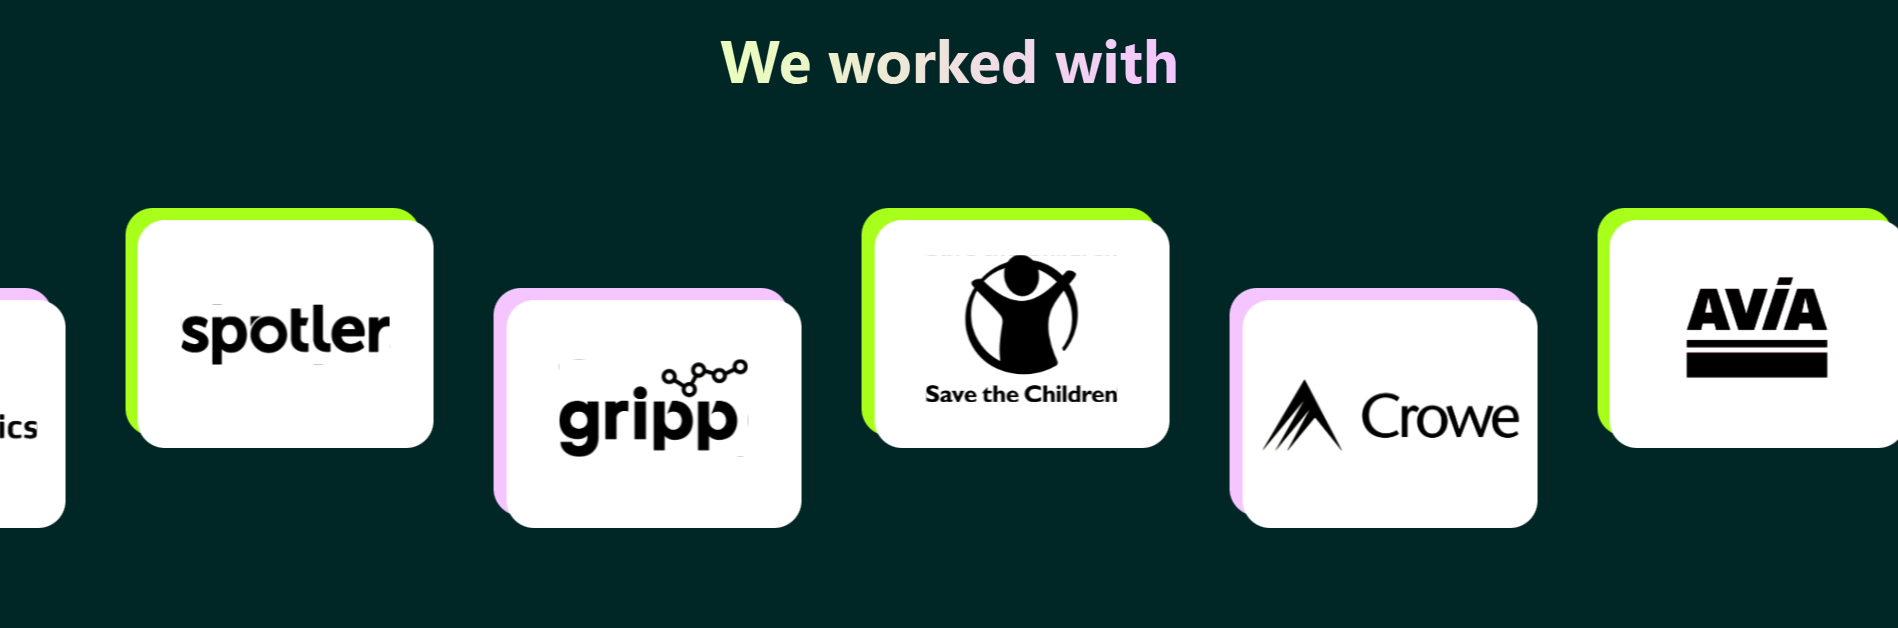 We worked with
ics
spotler
gripp
Save the Children
Crowe
AVIA